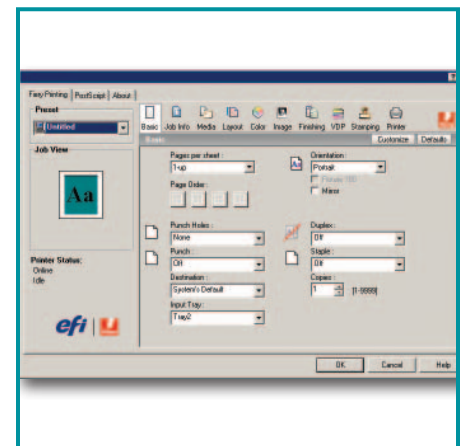 ?
Fiery Printing PostScript About
Preset
Untitled
Job View
Aa
Printer Status:
Online
Idle
efi
Basic Job Info Media Layout Color Image Finishing VDP Stamping Printer
Basic Customize Defaults
Pages per sheet :
1-up
Orientation :
Portrait
Rotate 180
Mirror
Page Order :
Punch Holes :
None
Duplex :
Off
Punch :
Off
Staple :
Off
Destination :
System's Default
Copies :
1 [1-9999]
Input Tray :
Tray2
OK Cancel Help